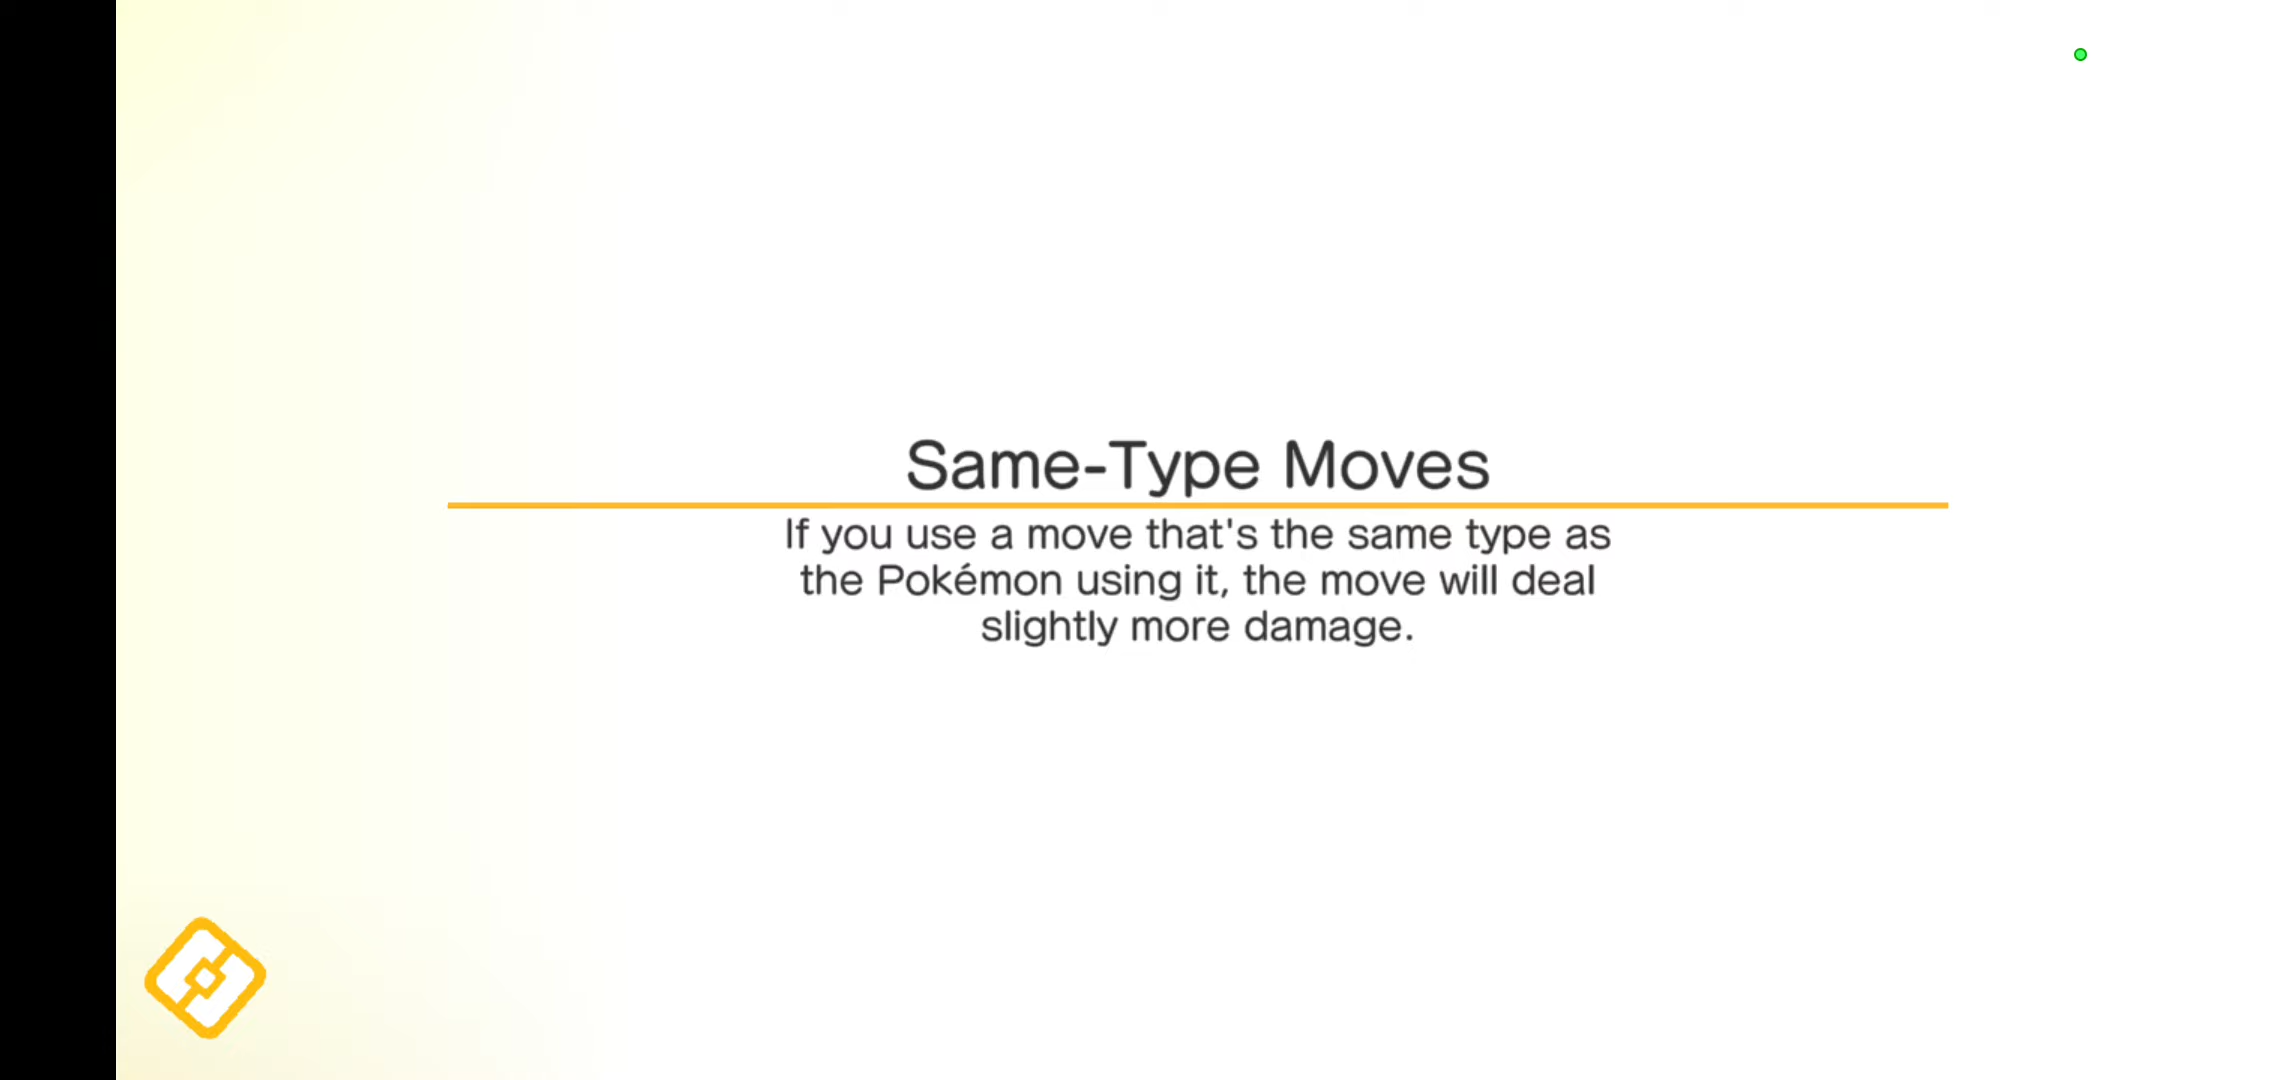 Same-Type Moves
If you use a move that's the same type as
the Pokémon using it, the move will deal
slightly more damage.